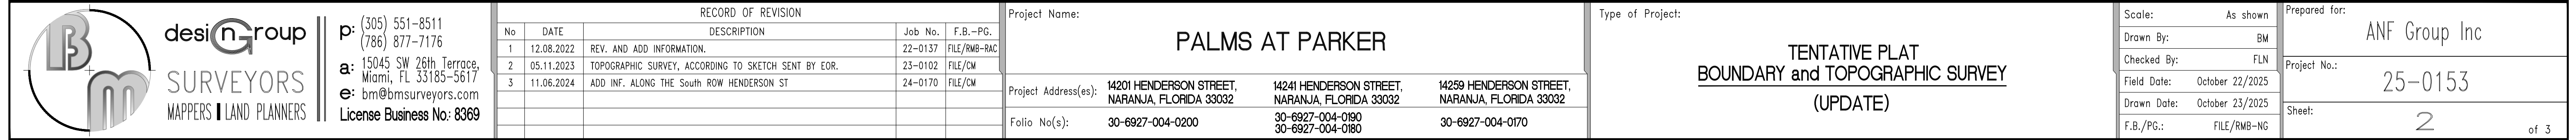 BM
desiGnGroup
SURVEYORS
MAPPERS LAND PLANNERS
p: (305) 551-8511
(786) 877-7176
a: 15045 SW 26th Terrace,
Miami, FL 33185-5617
e: bm@bmsurveyors.com
License Business No.: 8369
RECORD OF REVISION
No DATE DESCRIPTION Job No. F.B.-PG.
1 12.08.2022 REV. AND ADD INFORMATION. 22-0137 FILE/RMB-RAC
2 05.11.2023 TOPOGRAPHIC SURVEY, ACCORDING TO SKETCH SENT BY EOR. 23-0102 FILE/CM
3 11.06.2024 ADD INF. ALONG THE South ROW HENDERSON ST 24-0170 FILE/CM
Project Name:
PALMS AT PARKER
Project Address(es):
14201 HENDERSON STREET,
NARANJA, FLORIDA 33032
14241 HENDERSON STREET,
NARANJA, FLORIDA 33032
14259 HENDERSON STREET,
NARANJA, FLORIDA 33032
Folio No(s):
30-6927-004-0200
30-6927-004-0190
30-6927-004-0180
30-6927-004-0170
Type of Project:
TENTATIVE PLAT
BOUNDARY and TOPOGRAPHIC SURVEY
(UPDATE)
Scale: As shown
Drawn By: BM
Checked By: FLN
Field Date: October 22/2025
Drawn Date: October 23/2025
F.B./PG.: FILE/RMB-NG
Prepared for:
ANF Group Inc
Project No.:
25-0153
Sheet:
2 of 3